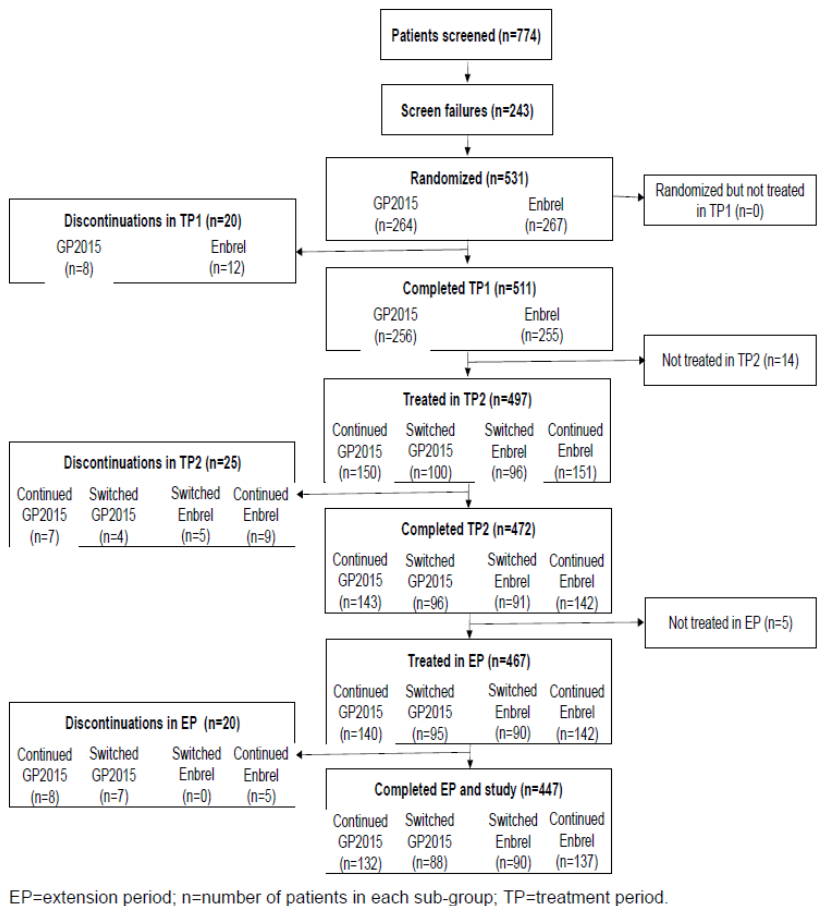 Patients screened (n=774)
Screen failures (n=243)
Randomized (n=531)
GP2015 Enbrel
(n=264) (n=267)
Randomized but not treated
in TP1 (n=0)
Discontinuations in TP1 (n=20)
GP2015 Enbrel
(n=8) (n=12)
Completed TP1 (n=511)
GP2015 Enbrel
(n=256) (n=255)
Not treated in TP2 (n=14)
Treated in TP2 (n=497)
Continued Switched Switched Continued
GP2015 GP2015 Enbrel Enbrel
(n=150) (n=100) (n=96) (n=151)
Discontinuations in TP2 (n=25)
Continued Switched Switched Continued
GP2015 GP2015 Enbrel Enbrel
(n=7) (n=4) (n=5) (n=9)
Completed TP2 (n=472)
Continued Switched Switched Continued
GP2015 GP2015 Enbrel Enbrel
(n=143) (n=96) (n=91) (n=142)
Not treated in EP (n=5)
Treated in EP (n=467)
Continued Switched Switched Continued
GP2015 GP2015 Enbrel Enbrel
(n=140) (n=95) (n=90) (n=142)
Discontinuations in EP (n=20)
Continued Switched Switched Continued
GP2015 GP2015 Enbrel Enbrel
(n=8) (n=7) (n=0) (n=5)
Completed EP and study (n=447)
Continued Switched Switched Continued
GP2015 GP2015 Enbrel Enbrel
(n=132) (n=88) (n=90) (n=137)
EP=extension period; n=number of patients in each sub-group; TP=treatment period.